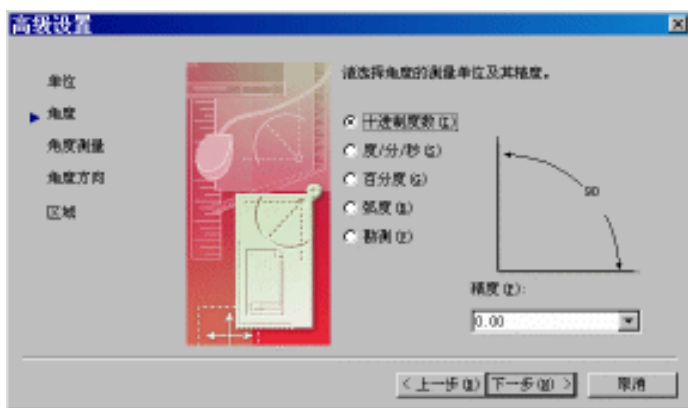 高级设置
单位
角度
角度测量
角度方向
区域
请选择角度的测量单位及其精度。
十进制度数(E)
度/分/秒(S)
百分度(G)
弧度(R)
勘测(Y)
90
精度(P):
0.00
< 上一步(B)
下一步(N) >
取消